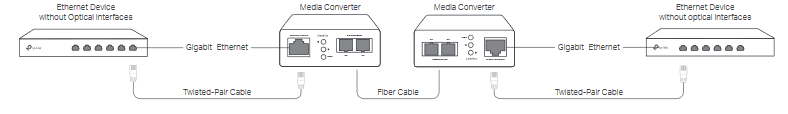 Ethernet Device
without Optical Interfaces
Media Converter
Media Converter
Ethernet Device
without optical Interfaces
Gigabit Ethernet
Gigabit Ethernet
Twisted-Pair Cable
Fiber Cable
Twisted-Pair Cable